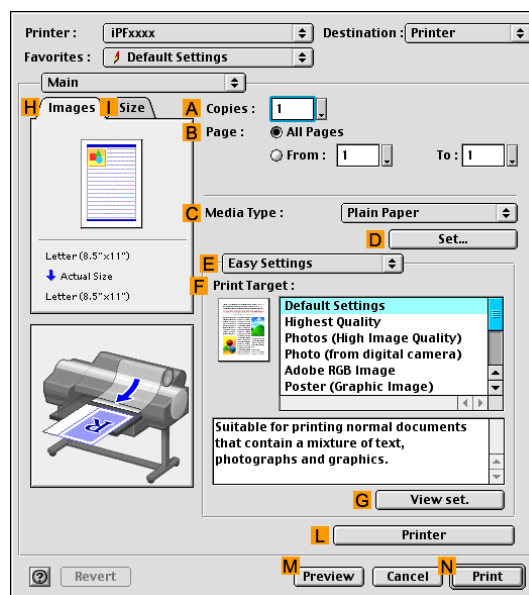 Printer : iPFxxxx Destination : Printer
Favorites : Default Settings
Main
H Images I Size
A Copies : 1
B Page : All Pages
From : 1 To : 1
C Media Type : Plain Paper
D Set...
Letter (8.5"x11")
Actual Size
Letter (8.5"x11")
E Easy Settings
F Print Target :
Default Settings
Highest Quality
Photos (High Image Quality)
Photo (from digital camera)
Adobe RGB Image
Poster (Graphic Image)
R
Suitable for printing normal documents
that contain a mixture of text,
photographs and graphics.
G View set.
L Printer
? Revert M Preview Cancel N Print